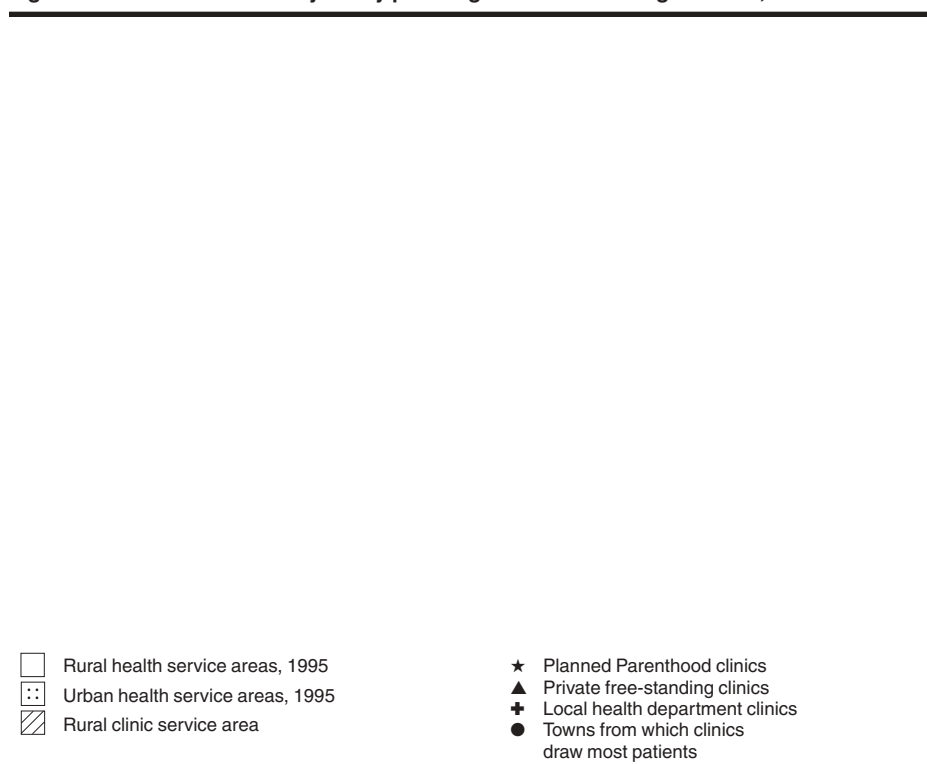 Rural health service areas, 1995
Urban health service areas, 1995
Rural clinic service area
Planned Parenthood clinics
Private free-standing clinics
Local health department clinics
Towns from which clinics
draw most patients